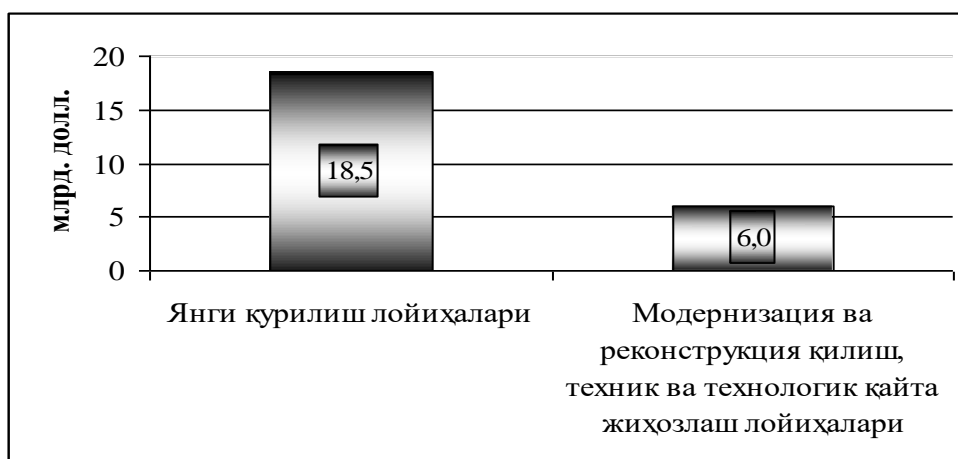 млрд. долл.
20
15
10
5
0
18,5
6,0
Янги қурилиш лойиҳалари
Модернизация ва
реконструкция қилиш,
техник ва технологик қайта
жиҳозлаш лойиҳалари